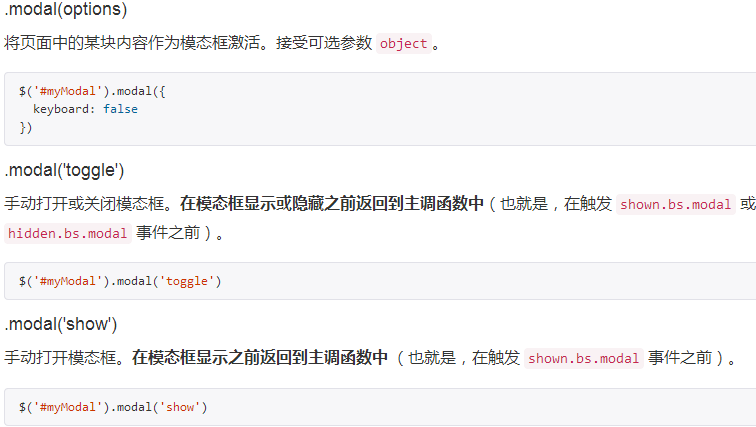 .modal(options)
将页面中的某块内容作为模态框激活。接受可选参数 object。
$('#myModal').modal({
  keyboard: false
})
.modal('toggle')
手动打开或关闭模态框。在模态框显示或隐藏之前返回到主调函数中（也就是，在触发 shown.bs.modal 或
hidden.bs.modal 事件之前）。
$('#myModal').modal('toggle')
.modal('show')
手动打开模态框。在模态框显示之前返回到主调函数中 （也就是，在触发 shown.bs.modal 事件之前）。
$('#myModal').modal('show')